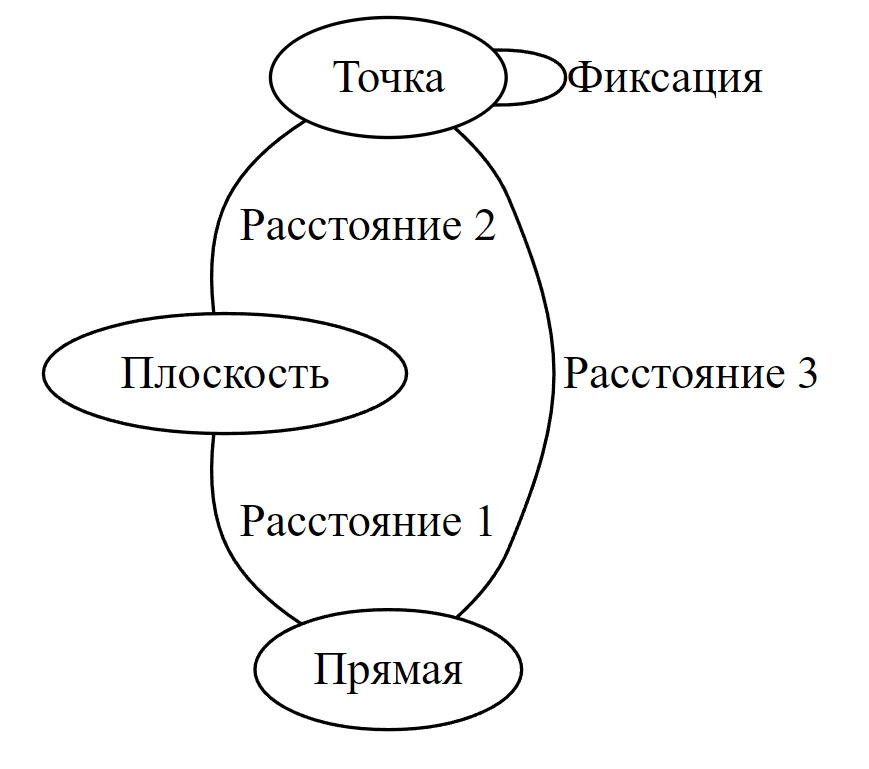 Точка
Фиксация
Расстояние 2
Плоскость
Расстояние 3
Расстояние 1
Прямая